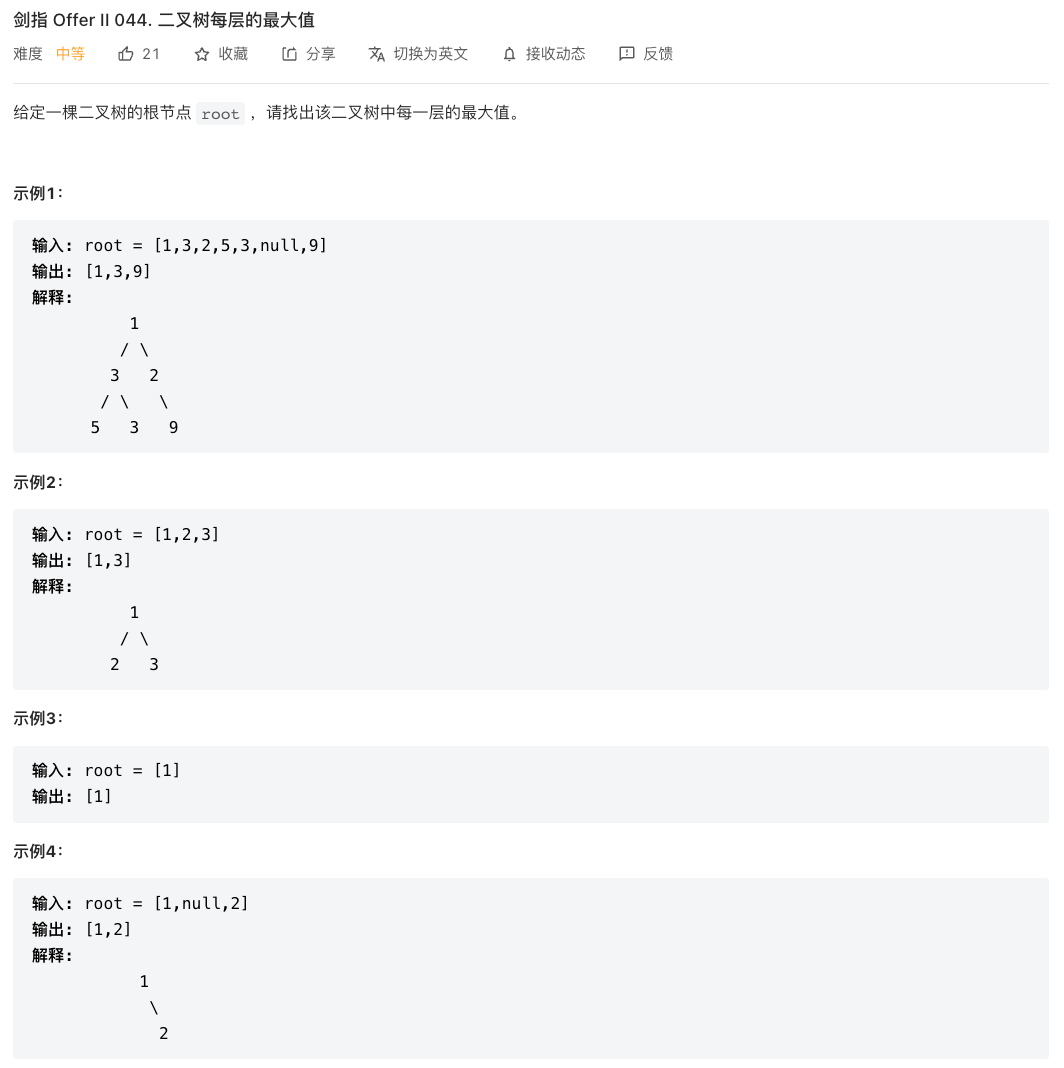 剑指 Offer II 044. 二叉树每层的最大值
难度 中等 21 收藏 分享 切换为英文 接收动态 反馈
给定一棵二叉树的根节点 root ，请找出该二叉树中每一层的最大值。
示例1：
输入: root = [1,3,2,5,3,null,9]
输出: [1,3,9]
解释:
1
/ \
3 2
/ \ \
5 3 9
示例2：
输入: root = [1,2,3]
输出: [1,3]
解释:
1
/ \
2 3
示例3：
输入: root = [1]
输出: [1]
示例4：
输入: root = [1,null,2]
输出: [1,2]
解释:
1
\
2